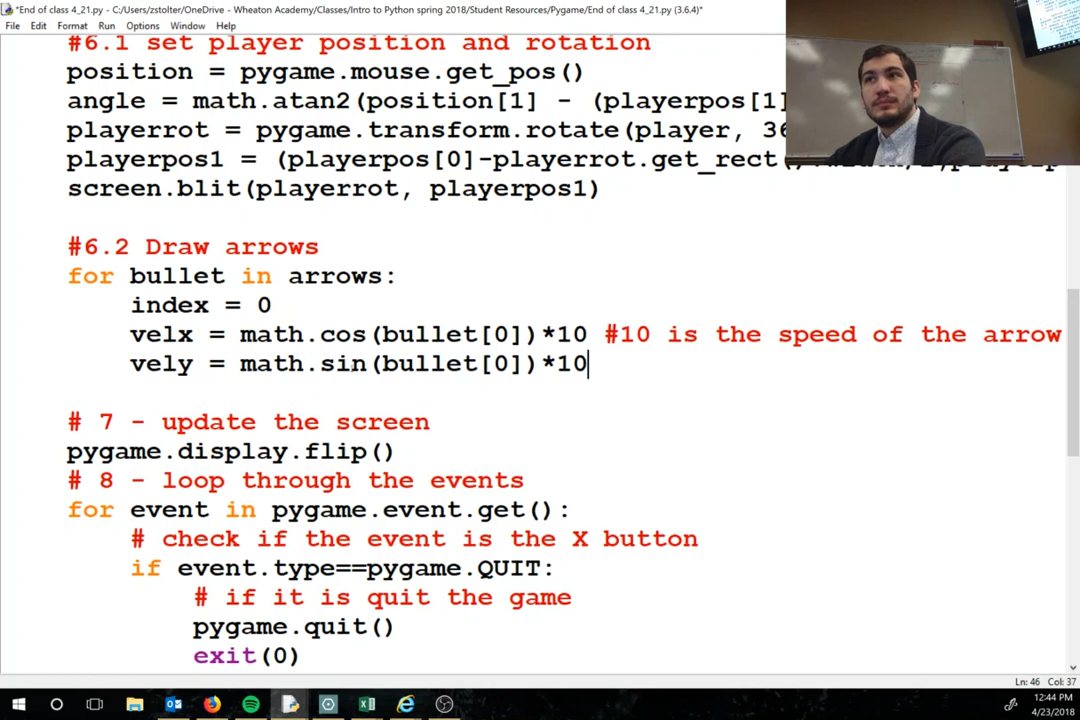 *End of class 4_21.py - C:/Users/zstolter/OneDrive - Wheaton Academy/Classes/Intro to Python spring 2018/Student Resources/Pygame/End of class 4_21.py (3.6.4)*
File Edit Format Run Options Window Help
#6.1 set player position and rotation
position = pygame.mouse.get_pos()
angle = math.atan2(position[1] - (playerpos[1]
playerrot = pygame.transform.rotate(player, 36
playerpos1 = (playerpos[0]-playerrot.get_rect(
screen.blit(playerrot, playerpos1)
#6.2 Draw arrows
for bullet in arrows:
index = 0
velx = math.cos(bullet[0])*10 #10 is the speed of the arrow
vely = math.sin(bullet[0])*10
# 7 - update the screen
pygame.display.flip()
# 8 - loop through the events
for event in pygame.event.get():
# check if the event is the X button
if event.type==pygame.QUIT:
# if it is quit the game
pygame.quit()
exit(0)
Ln: 46 Col: 37
12:44 PM
4/23/2018